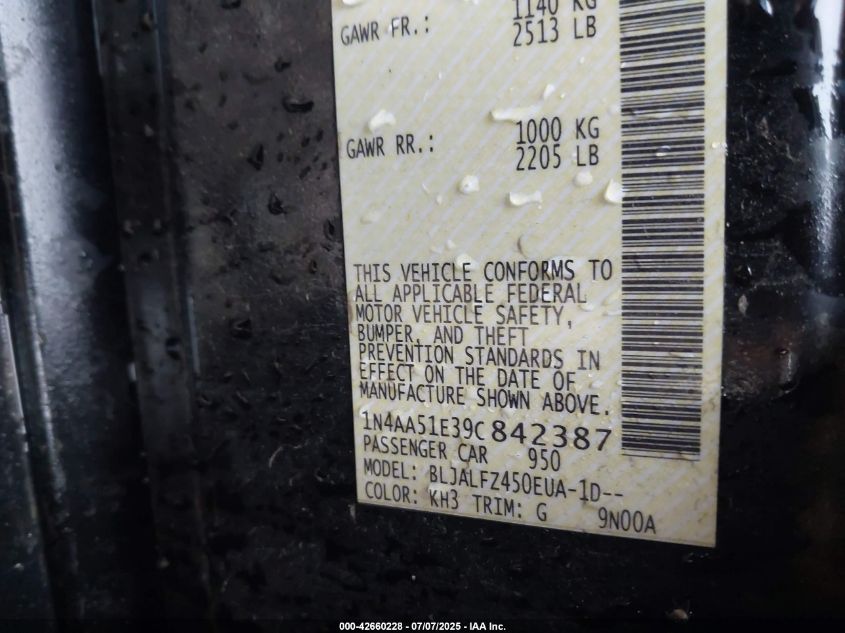 1140 KG
GAWR FR.: 2513 LB
1000 KG
GAWR RR.: 2205 LB
THIS VEHICLE CONFORMS TO
ALL APPLICABLE FEDERAL
MOTOR VEHICLE SAFETY,
BUMPER, AND THEFT
PREVENTION STANDARDS IN
EFFECT ON THE DATE OF
MANUFACTURE SHOWN ABOVE.
1N4AA51E39C842387
PASSENGER CAR 950
MODEL: BLJALFZ450EUA-1D--
COLOR: KH3 TRIM: G 9N00A
000-42660228 - 07/07/2025 - IAA Inc.